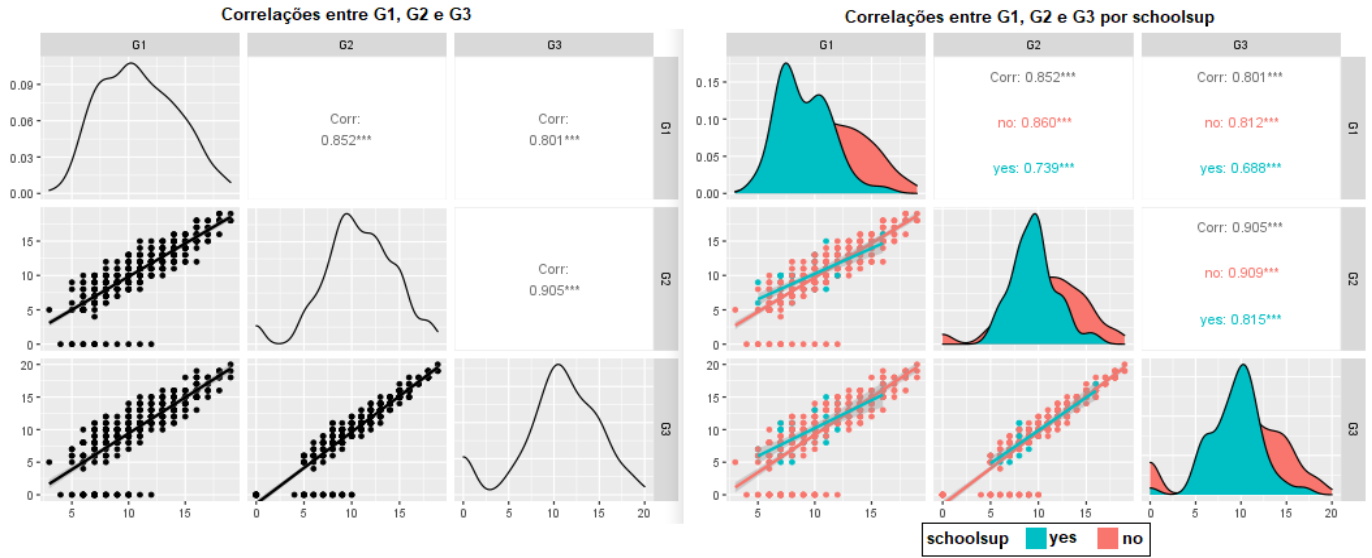 Correlações entre G1, G2 e G3
G1 G2 G3
0.09
0.06
0.03
0.00
Corr:
0.852***
Corr:
0.801***
G1
15
10
5
0
Corr:
0.905***
G2
20
15
10
5
0
G3
5 10 15
0 5 10 15
0 5 10 15 20
Correlações entre G1, G2 e G3 por schoolsup
G1 G2 G3
0.15
0.10
0.05
0.00
Corr: 0.852***
no: 0.860***
yes: 0.739***
Corr: 0.801***
no: 0.812***
yes: 0.688***
G1
15
10
5
0
Corr: 0.905***
no: 0.909***
yes: 0.815***
G2
20
15
10
5
0
G3
5 10 15
0 5 10 15
0 5 10 15 20
schoolsup yes no